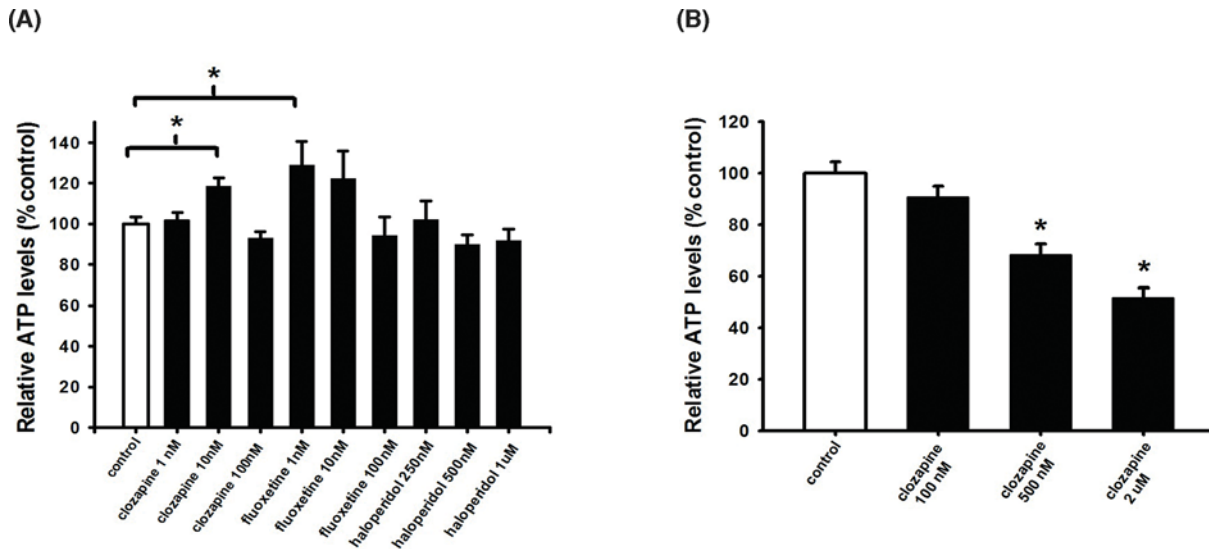 (A)
(B)
*
*
Relative ATP levels (% control)
140
120
100
80
60
40
20
0
control
clozapine 1 nM
clozapine 10nM
clozapine 100nM
fluoxetine 1nM
fluoxetine 10nM
fluoxetine 100nM
haloperidol 250nM
haloperidol 500nM
haloperidol 1uM
Relative ATP levels (% control)
120
100
80
60
40
20
0
*
*
control
clozapine
100 nM
clozapine
500 nM
clozapine
2 uM